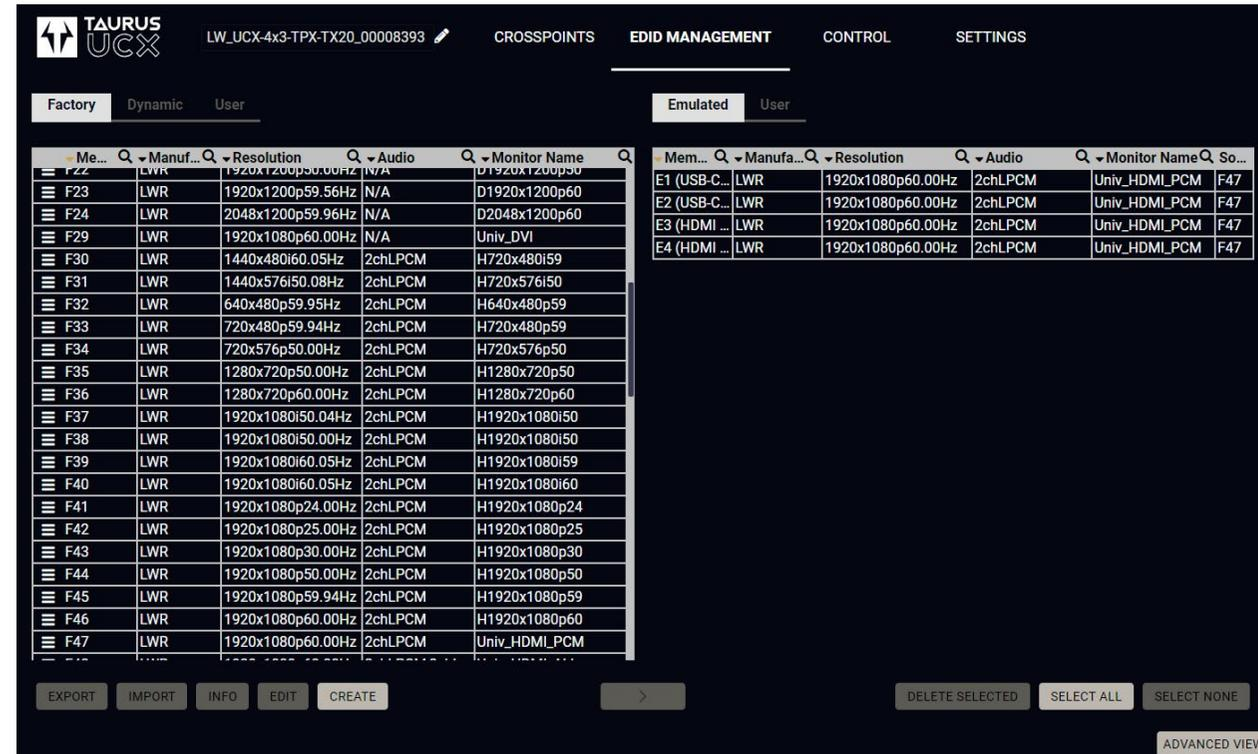 TAURUS UCX LW_UCX-4x3-TPX-TX20_00008393 CROSSPOINTS EDID MANAGEMENT CONTROL SETTINGS
Factory Dynamic User
Me... Manuf... Resolution Audio Monitor Name
F22 LWR 1920x1200p50.00Hz N/A D1920x1200p50
F23 LWR 1920x1200p59.56Hz N/A D1920x1200p60
F24 LWR 2048x1200p59.96Hz N/A D2048x1200p60
F29 LWR 1920x1080p60.00Hz N/A Univ_DVI
F30 LWR 1440x480i60.05Hz 2chLPCM H720x480i59
F31 LWR 1440x576i50.08Hz 2chLPCM H720x576i50
F32 LWR 640x480p59.95Hz 2chLPCM H640x480p59
F33 LWR 720x480p59.94Hz 2chLPCM H720x480p59
F34 LWR 720x576p50.00Hz 2chLPCM H720x576p50
F35 LWR 1280x720p50.00Hz 2chLPCM H1280x720p50
F36 LWR 1280x720p60.00Hz 2chLPCM H1280x720p60
F37 LWR 1920x1080i50.04Hz 2chLPCM H1920x1080i50
F38 LWR 1920x1080i50.00Hz 2chLPCM H1920x1080i50
F39 LWR 1920x1080i60.05Hz 2chLPCM H1920x1080i59
F40 LWR 1920x1080i60.05Hz 2chLPCM H1920x1080i60
F41 LWR 1920x1080p24.00Hz 2chLPCM H1920x1080p24
F42 LWR 1920x1080p25.00Hz 2chLPCM H1920x1080p25
F43 LWR 1920x1080p30.00Hz 2chLPCM H1920x1080p30
F44 LWR 1920x1080p50.00Hz 2chLPCM H1920x1080p50
F45 LWR 1920x1080p59.94Hz 2chLPCM H1920x1080p59
F46 LWR 1920x1080p60.00Hz 2chLPCM H1920x1080p60
F47 LWR 1920x1080p60.00Hz 2chLPCM Univ_HDMI_PCM
Emulated User
Mem... Manufa... Resolution Audio Monitor Name So...
E1 (USB-C... LWR 1920x1080p60.00Hz 2chLPCM Univ_HDMI_PCM F47
E2 (USB-C... LWR 1920x1080p60.00Hz 2chLPCM Univ_HDMI_PCM F47
E3 (HDMI ... LWR 1920x1080p60.00Hz 2chLPCM Univ_HDMI_PCM F47
E4 (HDMI ... LWR 1920x1080p60.00Hz 2chLPCM Univ_HDMI_PCM F47
EXPORT IMPORT INFO EDIT CREATE > DELETE SELECTED SELECT ALL SELECT NONE
ADVANCED VIEW